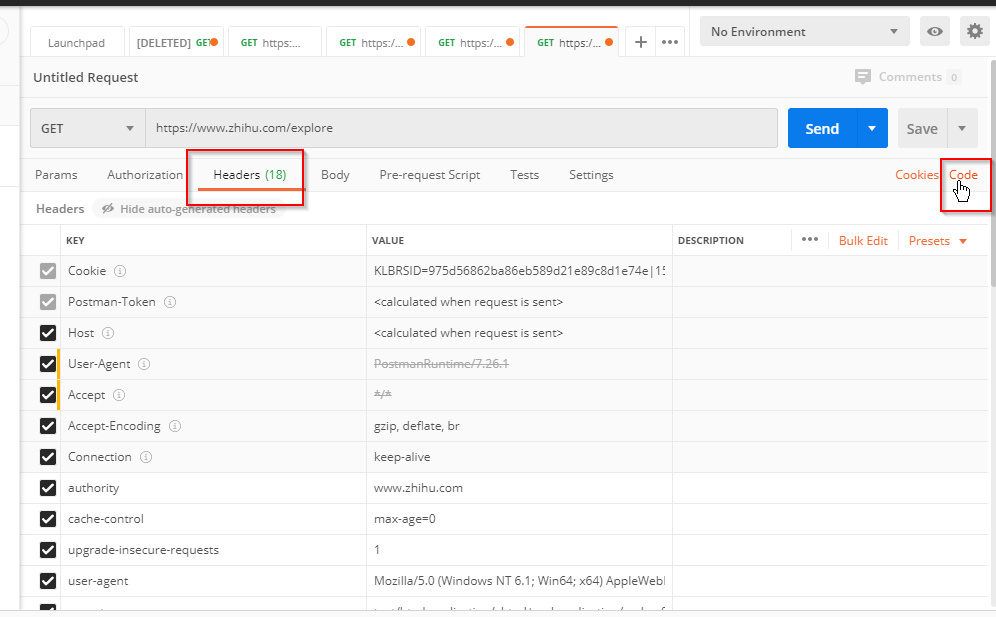 Launchpad [DELETED] GET GET https:... GET https:/... GET https:/... GET https:/... + ••• No Environment
Untitled Request Comments 0
GET https://www.zhihu.com/explore Send Save
Params Authorization Headers (18) Body Pre-request Script Tests Settings Cookies Code
Headers Hide auto-generated headers
KEY VALUE DESCRIPTION ••• Bulk Edit Presets
Cookie KLBRSID=975d56862ba86eb589d21e89c8d1e74e|15
Postman-Token <calculated when request is sent>
Host <calculated when request is sent>
User-Agent PostmanRuntime/7.26.1
Accept */*
Accept-Encoding gzip, deflate, br
Connection keep-alive
authority www.zhihu.com
cache-control max-age=0
upgrade-insecure-requests 1
user-agent Mozilla/5.0 (Windows NT 6.1; Win64; x64) AppleWebl